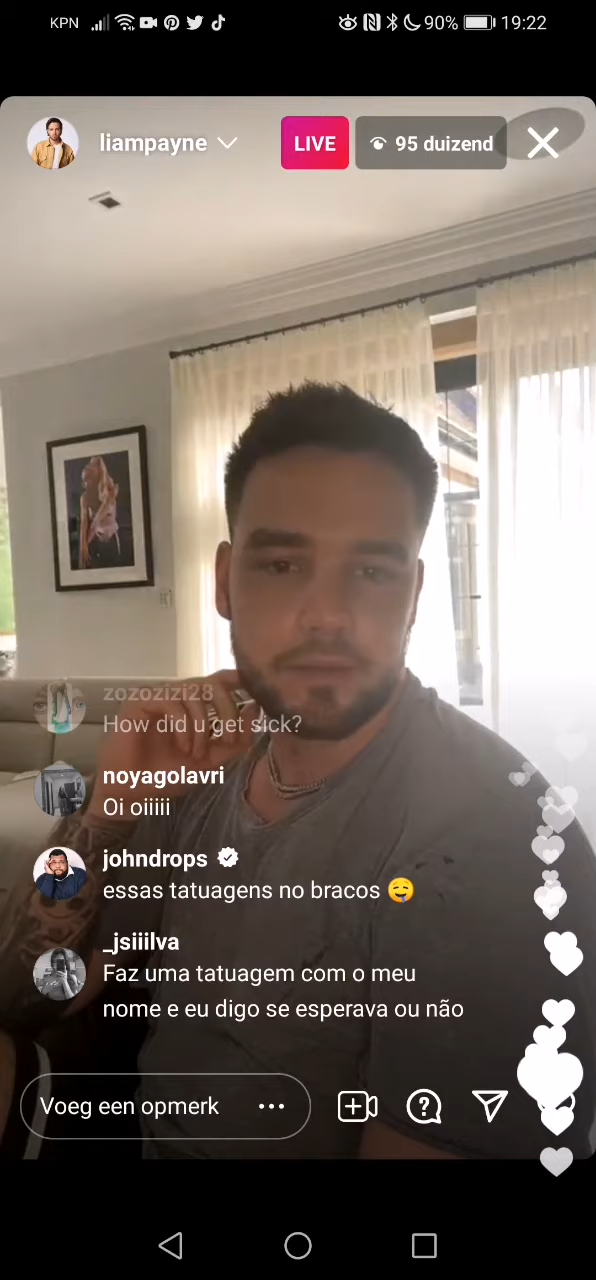 KPN 90% 19:22
liampayne LIVE 95 duizend
zozozizi28
How did u get sick?
noyagolavri
Oi oiiiii
johndrops
essas tatuagens no bracos 🤤
_jsiiilva
Faz uma tatuagem com o meu
nome e eu digo se esperava ou não
Voeg een opmerk ...